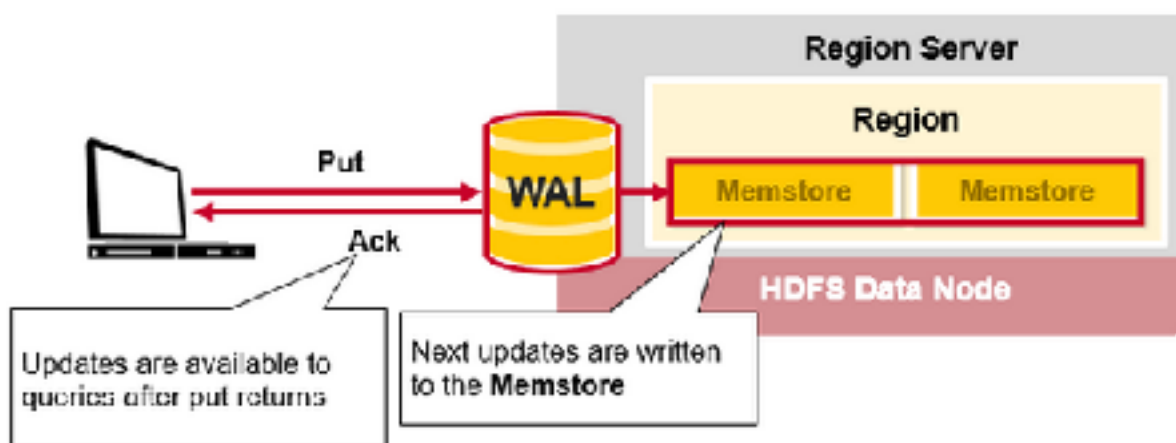 Region Server
Region
Put
WAL
Memstore
Memstore
Ack
HDFS Data Node
Updates are available to
queries after put returns
Next updates are written
to the Memstore